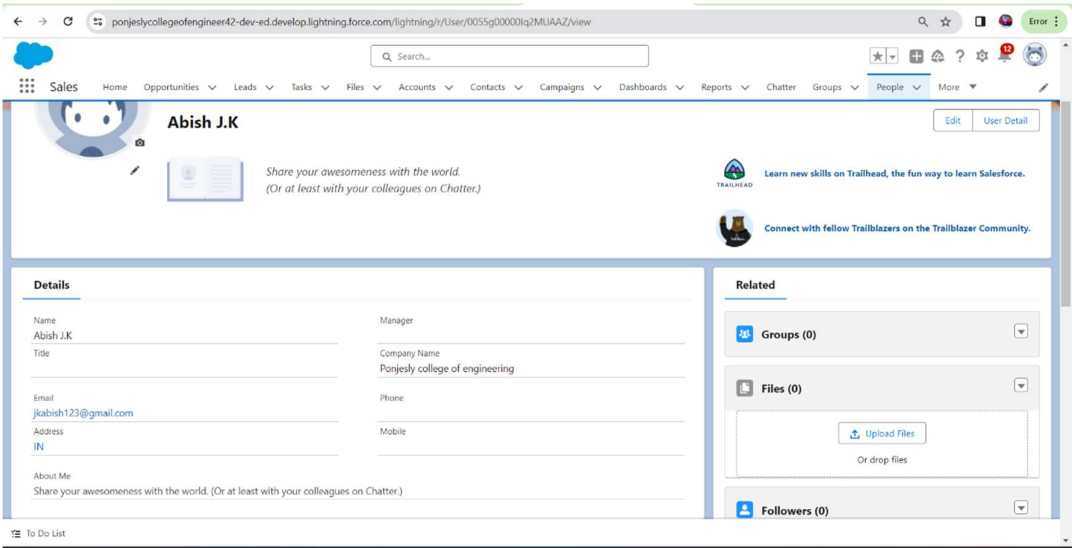 ponjeslycollegeofengineer42-dev-ed.develop.lightning.force.com/lightning/r/User/0055g00000Iq2MUAAZ/view
Error
Search...
12
Sales Home Opportunities Leads Tasks Files Accounts Contacts Campaigns Dashboards Reports Chatter Groups People More
Abish J.K
Edit User Detail
Share your awesomeness with the world.
(Or at least with your colleagues on Chatter.)
TRAILHEAD
Learn new skills on Trailhead, the fun way to learn Salesforce.
Connect with fellow Trailblazers on the Trailblazer Community.
Details
Name
Abish J.K
Manager
Title
Company Name
Ponjesly college of engineering
Email
jkabish123@gmail.com
Phone
Address
IN
Mobile
About Me
Share your awesomeness with the world. (Or at least with your colleagues on Chatter.)
Related
Groups (0)
Files (0)
Upload Files
Or drop files
Followers (0)
To Do List